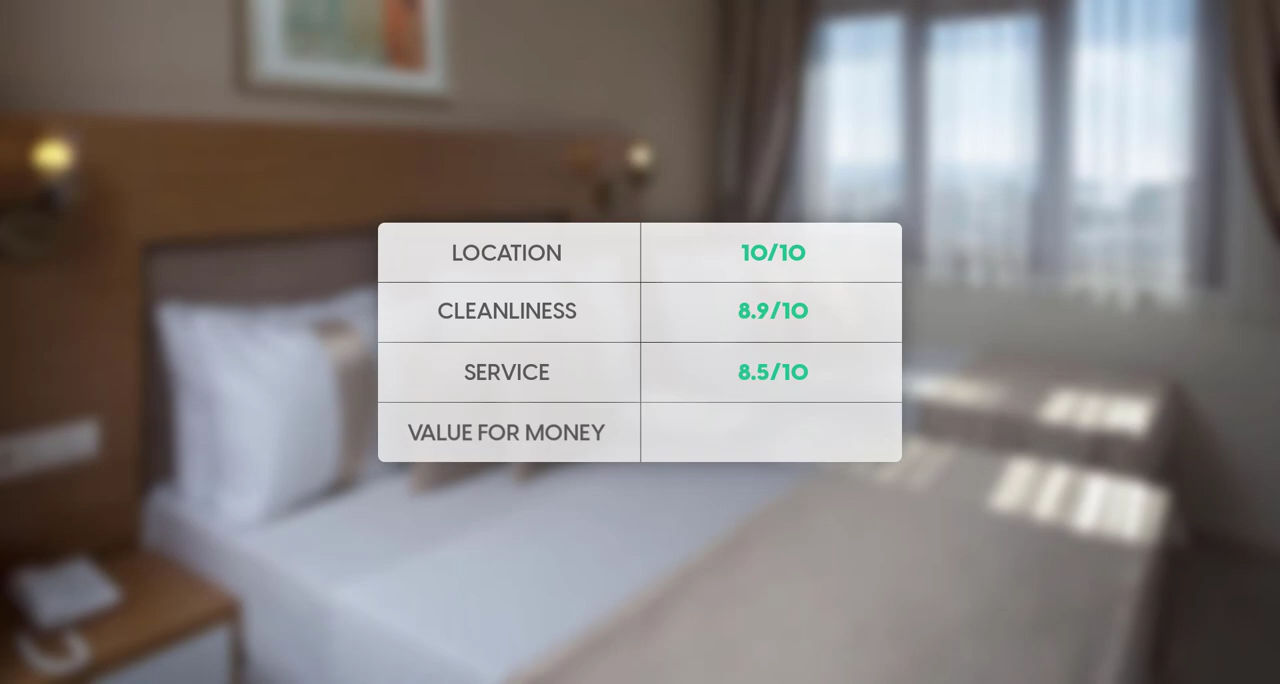 LOCATION 10/10
CLEANLINESS 8.9/10
SERVICE 8.5/10
VALUE FOR MONEY